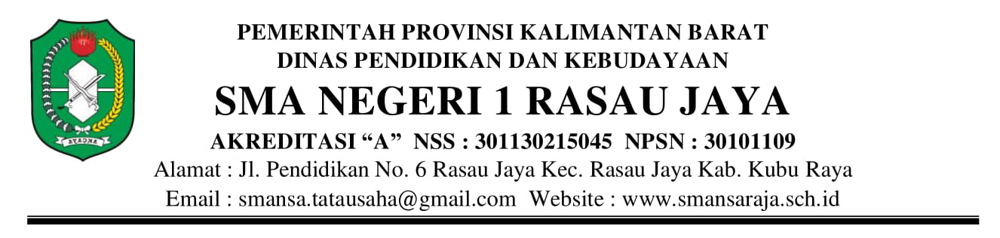 PEMERINTAH PROVINSI KALIMANTAN BARAT
DINAS PENDIDIKAN DAN KEBUDAYAAN
SMA NEGERI 1 RASAU JAYA
AKREDITASI “A” NSS : 301130215045 NPSN : 30101109
Alamat : Jl. Pendidikan No. 6 Rasau Jaya Kec. Rasau Jaya Kab. Kubu Raya
Email : smansa.tatausaha@gmail.com Website : www.smansaraja.sch.id
AKCAYA